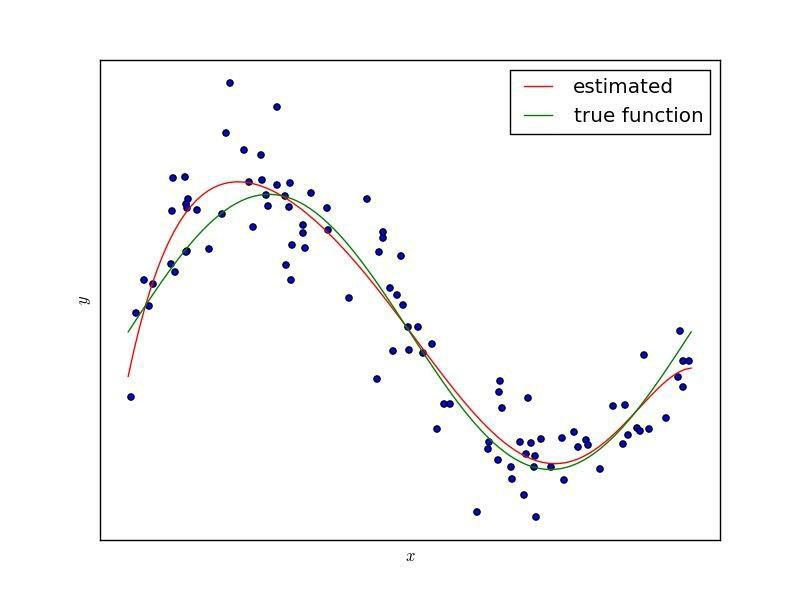 estimated
true function
y
x